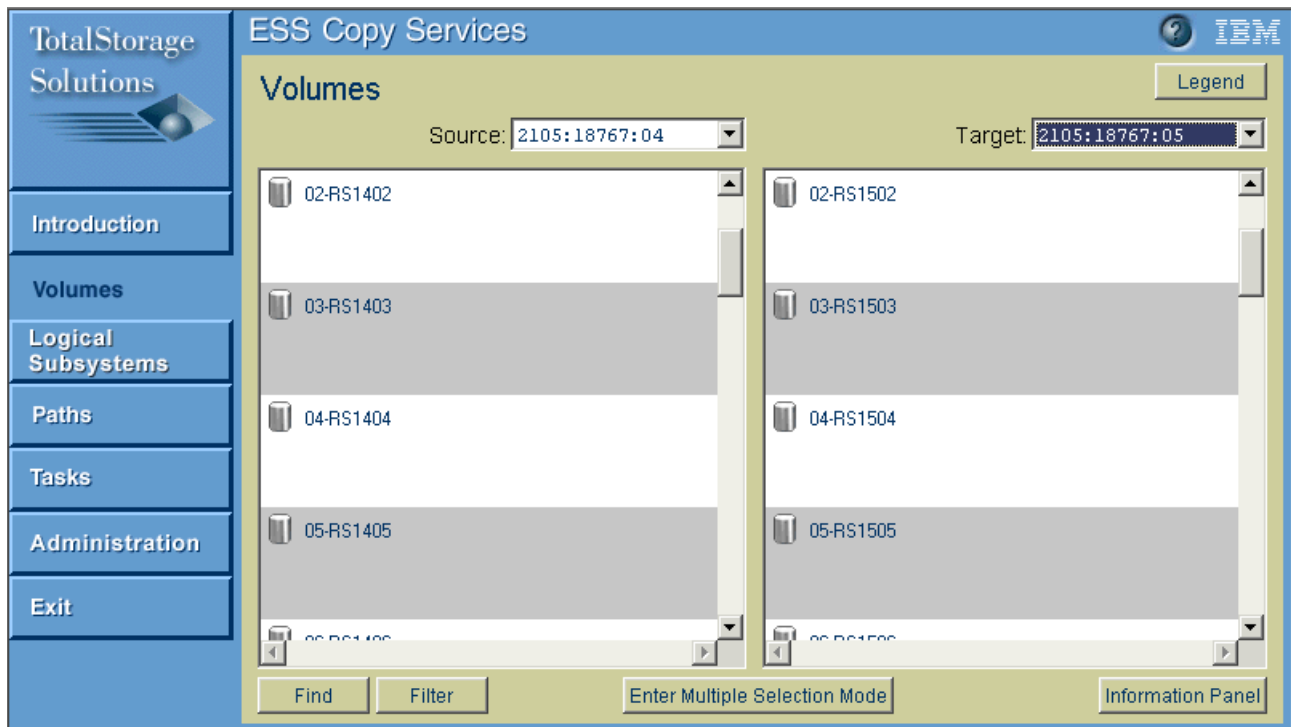 TotalStorage
Solutions
ESS Copy Services
?
IBM
Volumes
Legend
Source: 2105:18767:04
Target: 2105:18767:05
Introduction
Volumes
Logical
Subsystems
Paths
Tasks
Administration
Exit
02-RS1402
03-RS1403
04-RS1404
05-RS1405
02-RS1502
03-RS1503
04-RS1504
05-RS1505
Find
Filter
Enter Multiple Selection Mode
Information Panel